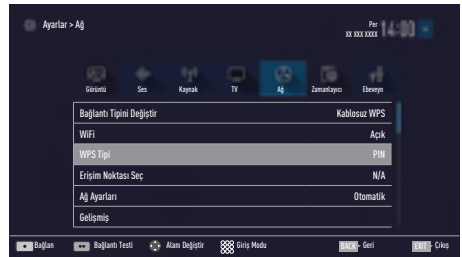 Ayarlar > Ağ
Per
xx xxx xxxx 14:00
Görüntü Ses Kaynak TV Ağ Zamanlayıcı Ebeveyn
Bağlantı Tipini Değiştir Kablosuz WPS
WiFi Açık
WPS Tipi PIN
Erişim Noktası Seç N/A
Ağ Ayarları Otomatik
Gelişmiş
Bağlan Bağlantı Testi Alanı Değiştir Giriş Modu BACK - Geri EXIT - Çıkış